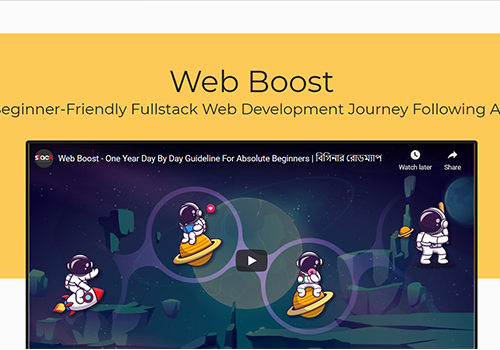 Web Boost
Beginner-Friendly Fullstack Web Development Journey Following A
Web Boost - One Year Day By Day Guideline For Absolute Beginners | বিগিনার রোডম্যাপ
Watch later
Share